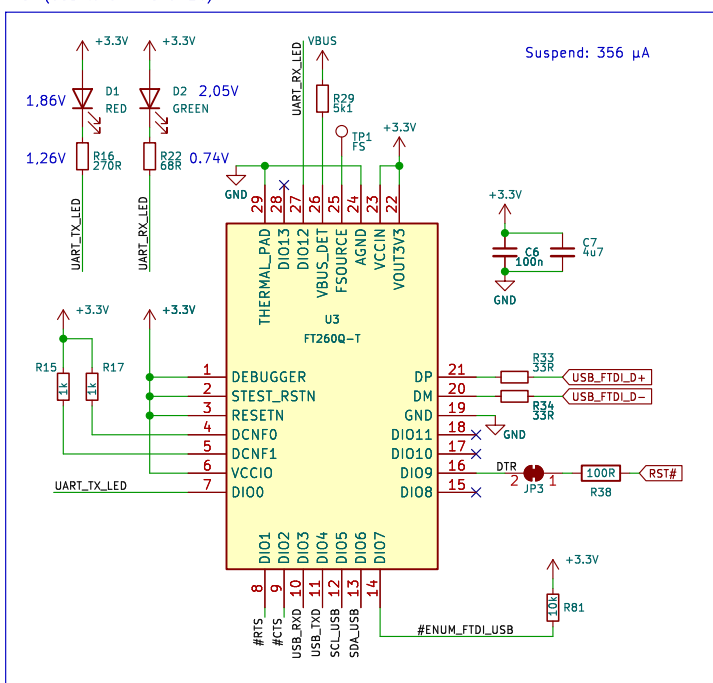 +3.3V
+3.3V
VBUS
Suspend: 356 µA
1,86V
D1
RED
D2
GREEN
2,05V
UART_RX_LED
R29
5k1
TP1
FS
+3.3V
1,26V
R16
270R
R22
68R
0.74V
UART_TX_LED
UART_RX_LED
GND
29
28
27
26
25
24
23
22
THERMAL_PAD
DIO13
DIO12
VBUS_DET
FSOURCE
AGND
VCCIN
VOUT3V3
+3.3V
C6
100n
C7
4u7
GND
U3
FT260Q-T
+3.3V
+3.3V
R15
1k
1k
R17
1
DEBUGGER
2
STEST_RSTN
3
RESETN
4
DCNF0
5
DCNF1
6
VCCIO
UART_TX_LED
7
DIO0
DP
21
R33
33R
USB_FTDI_D+
DM
20
R34
33R
USB_FTDI_D-
GND
19
GND
DIO11
18
DIO10
17
DIO9
16
DTR
2
JP3
1
100R
R38
RST#
DIO8
15
DIO1
DIO2
DIO3
DIO4
DIO5
DIO6
DIO7
8
9
10
11
12
13
14
#RTS
#CTS
USB_RXD
USB_TXD
SCL_USB
SDA_USB
#ENUM_FTDI_USB
+3.3V
10k
R81